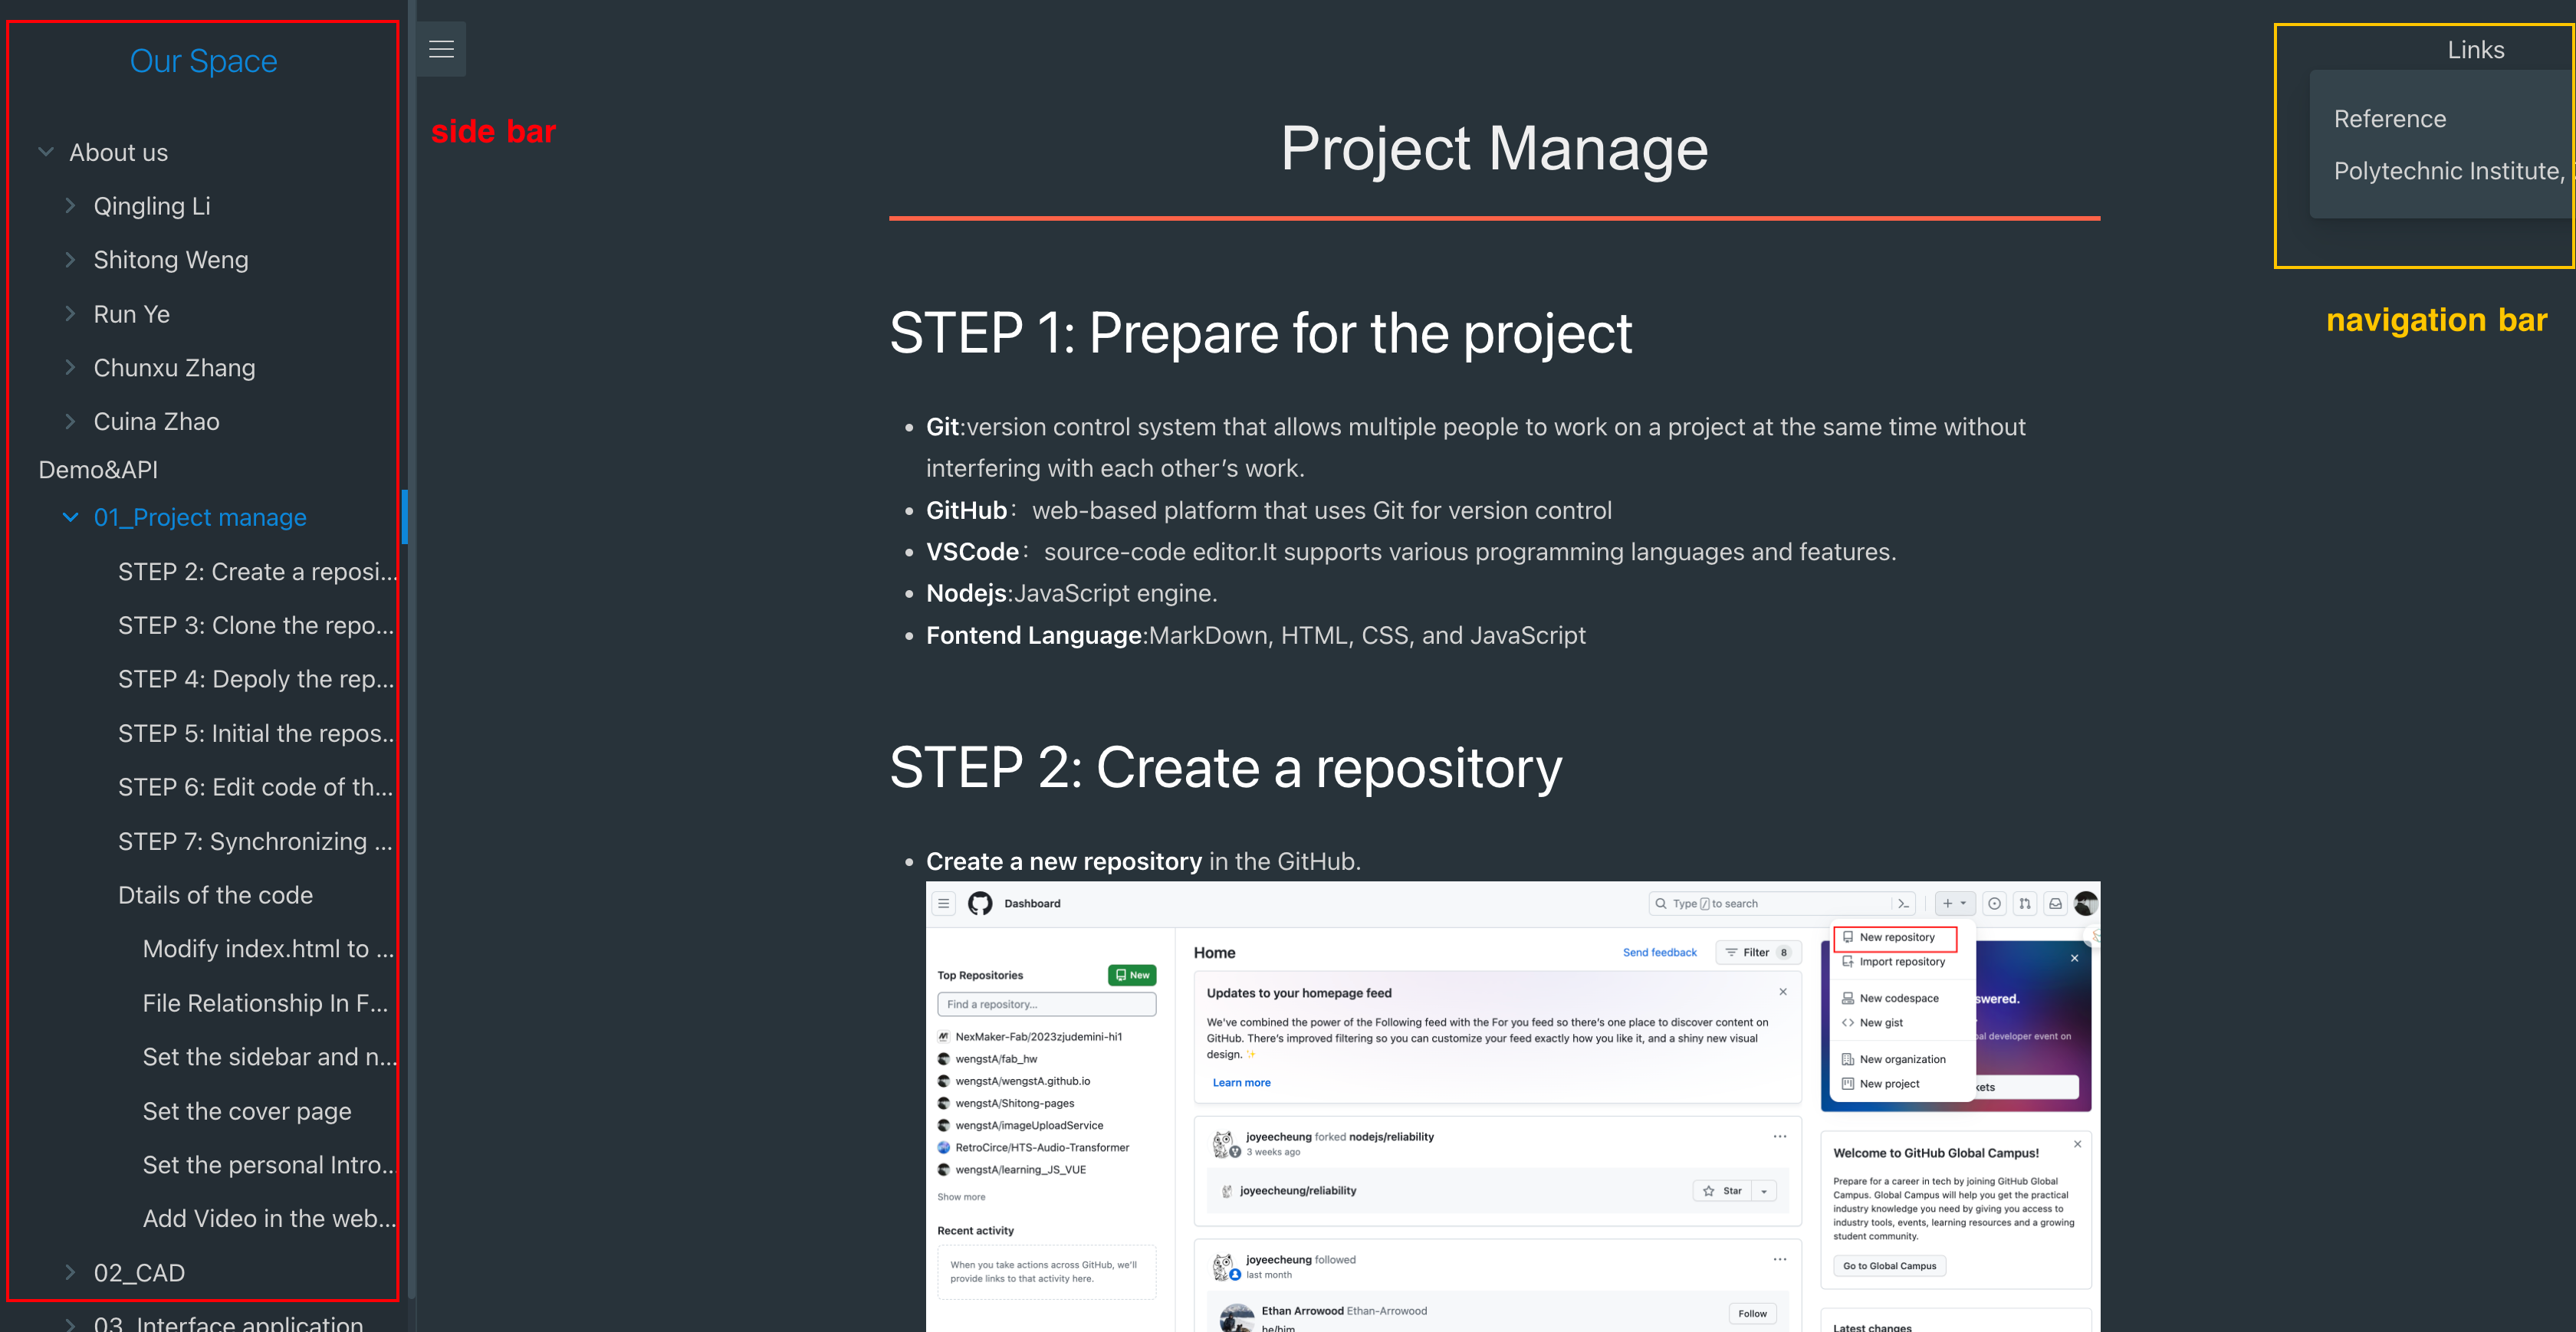 Our Space
About us
Qingling Li
Shitong Weng
Run Ye
Chunxu Zhang
Cuina Zhao
Demo&API
01_Project manage
STEP 2: Create a reposi...
STEP 3: Clone the repo...
STEP 4: Depoly the rep...
STEP 5: Initial the repos...
STEP 6: Edit code of th...
STEP 7: Synchronizing ...
Dtails of the code
Modify index.html to ...
File Relationship In F...
Set the sidebar and n...
Set the cover page
Set the personal Intro...
Add Video in the web...
02_CAD
03_Interface application
side bar
Links
Reference
Polytechnic Institute,
navigation bar
Project Manage
STEP 1: Prepare for the project
Git:version control system that allows multiple people to work on a project at the same time without
interfering with each other's work.
GitHub：web-based platform that uses Git for version control
VSCode：source-code editor.It supports various programming languages and features.
Nodejs:JavaScript engine.
Fontend Language:MarkDown, HTML, CSS, and JavaScript
STEP 2: Create a repository
Create a new repository in the GitHub.
Dashboard
Type / to search
Top Repositories
New
Find a repository...
NexMaker-Fab/2023zjudemini-hi1
wengstA/fab_hw
wengstA/wengstA.github.io
wengstA/Shitong-pages
wengstA/imageUploadService
RetroCirce/HTS-Audio-Transformer
wengstA/learning_JS_VUE
Show more
Recent activity
When you take actions across GitHub, we'll
provide links to that activity here.
Home
Send feedback
Filter 8
Updates to your homepage feed
We've combined the power of the Following feed with the For you feed so there's one place to discover content on
GitHub. There's improved filtering so you can customize your feed exactly how you like it, and a shiny new visual
design. ✨
Learn more
joyeecheung forked nodejs/reliability
3 weeks ago
joyeecheung/reliability
Star
joyeecheung followed
last month
Ethan Arrowood Ethan-Arrowood
he/him
Follow
New repository
Import repository
New codespace
New gist
New organization
New project
swered.
al developer event on
kets
Welcome to GitHub Global Campus!
Prepare for a career in tech by joining GitHub Global
Campus. Global Campus will help you get the practical
industry knowledge you need by giving you access to
industry tools, events, learning resources and a growing
student community.
Go to Global Campus
Latest changes